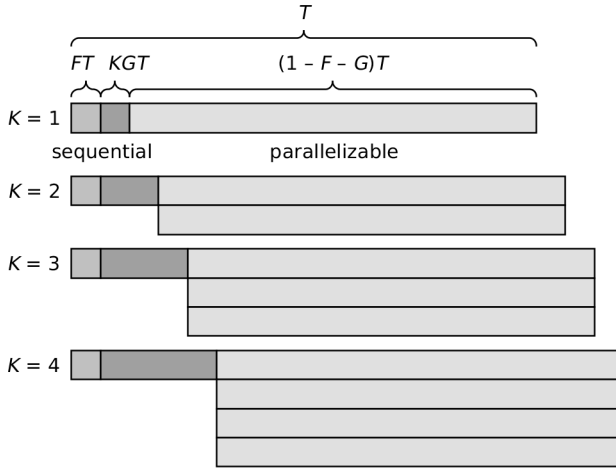 T
FT KGT (1 – F – G)T
K = 1
sequential parallelizable
K = 2
K = 3
K = 4